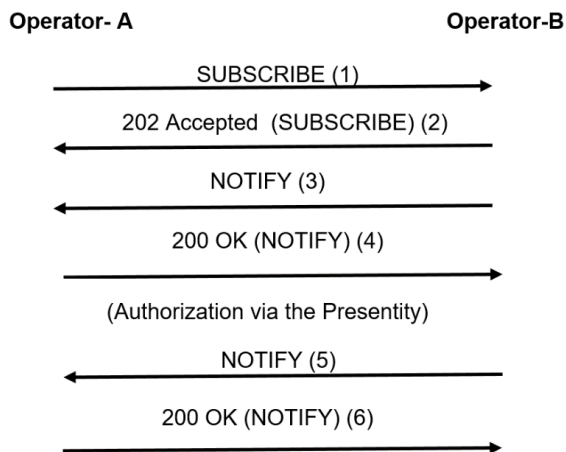 Operator- A Operator-B
SUBSCRIBE (1)
202 Accepted (SUBSCRIBE) (2)
NOTIFY (3)
200 OK (NOTIFY) (4)
(Authorization via the Presentity)
NOTIFY (5)
200 OK (NOTIFY) (6)